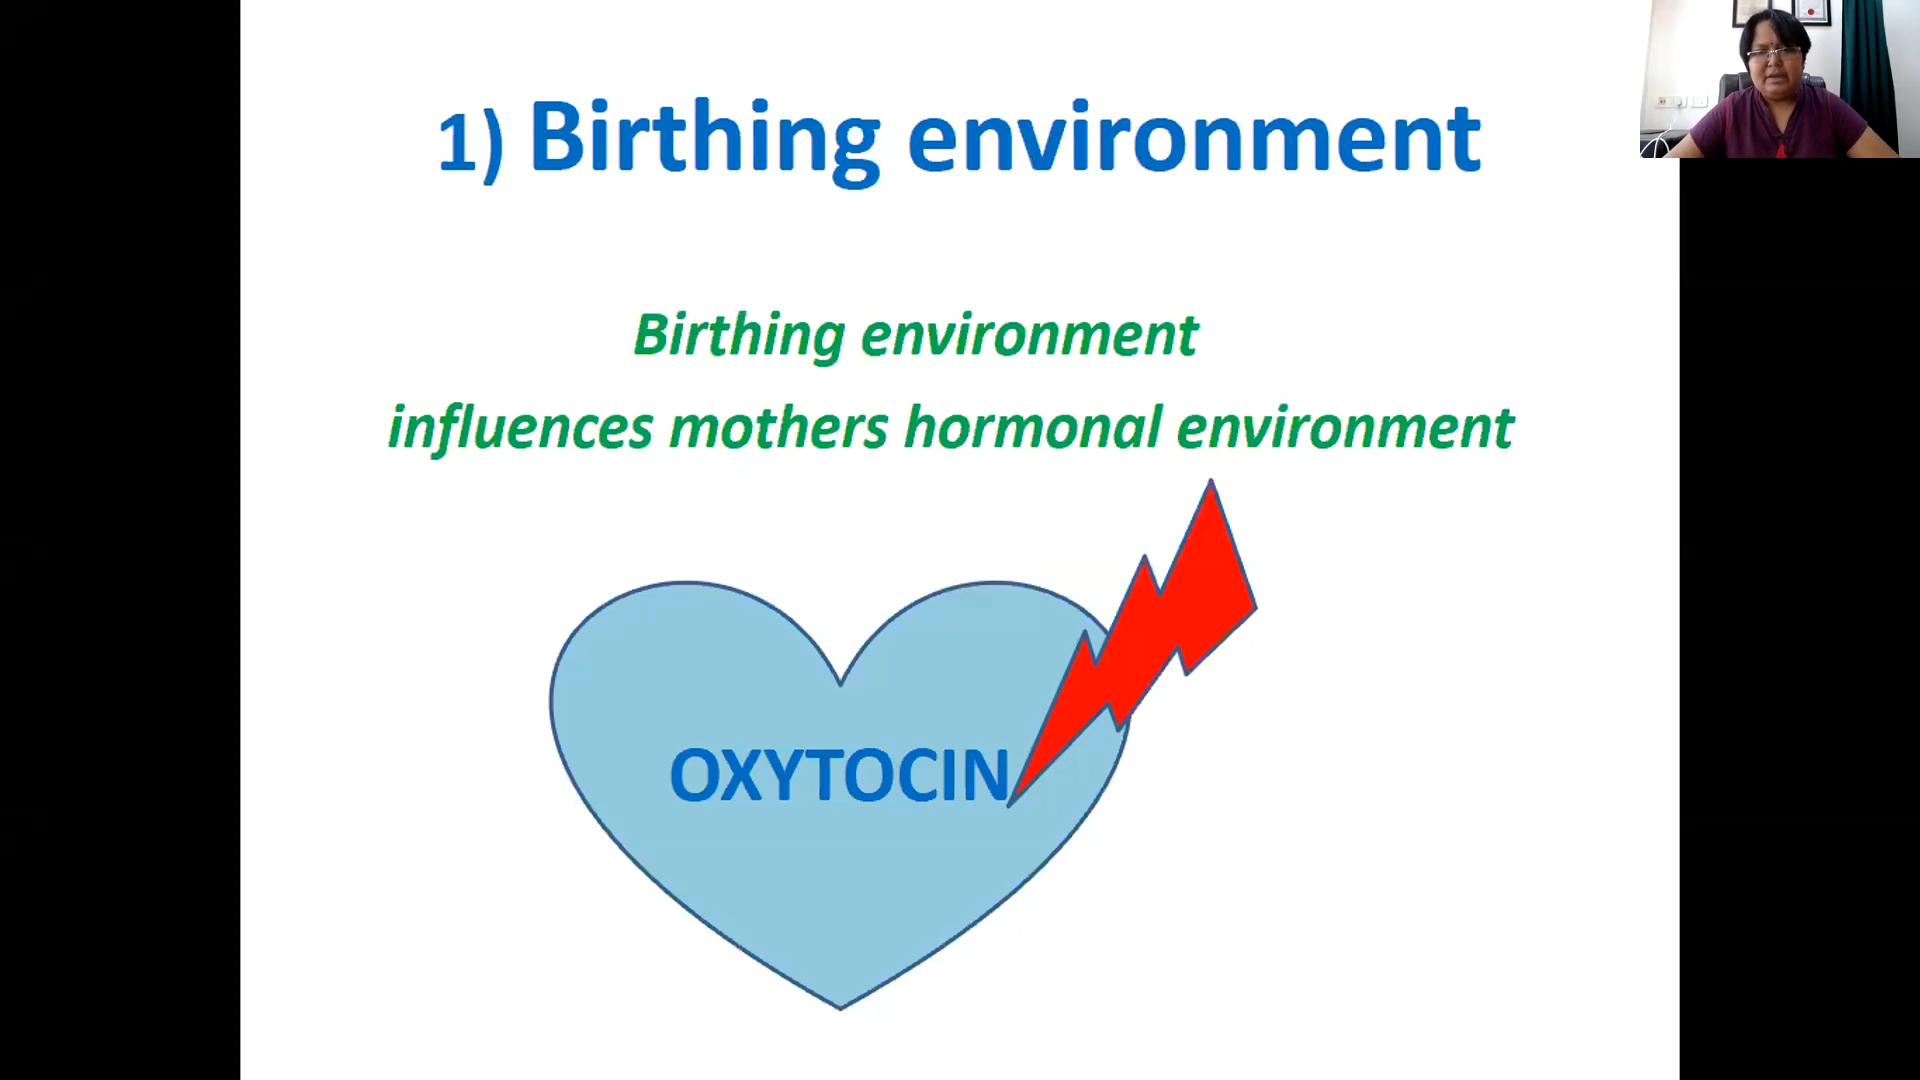 1) Birthing environment
Birthing environment
influences mothers hormonal environment
OXYTOCIN